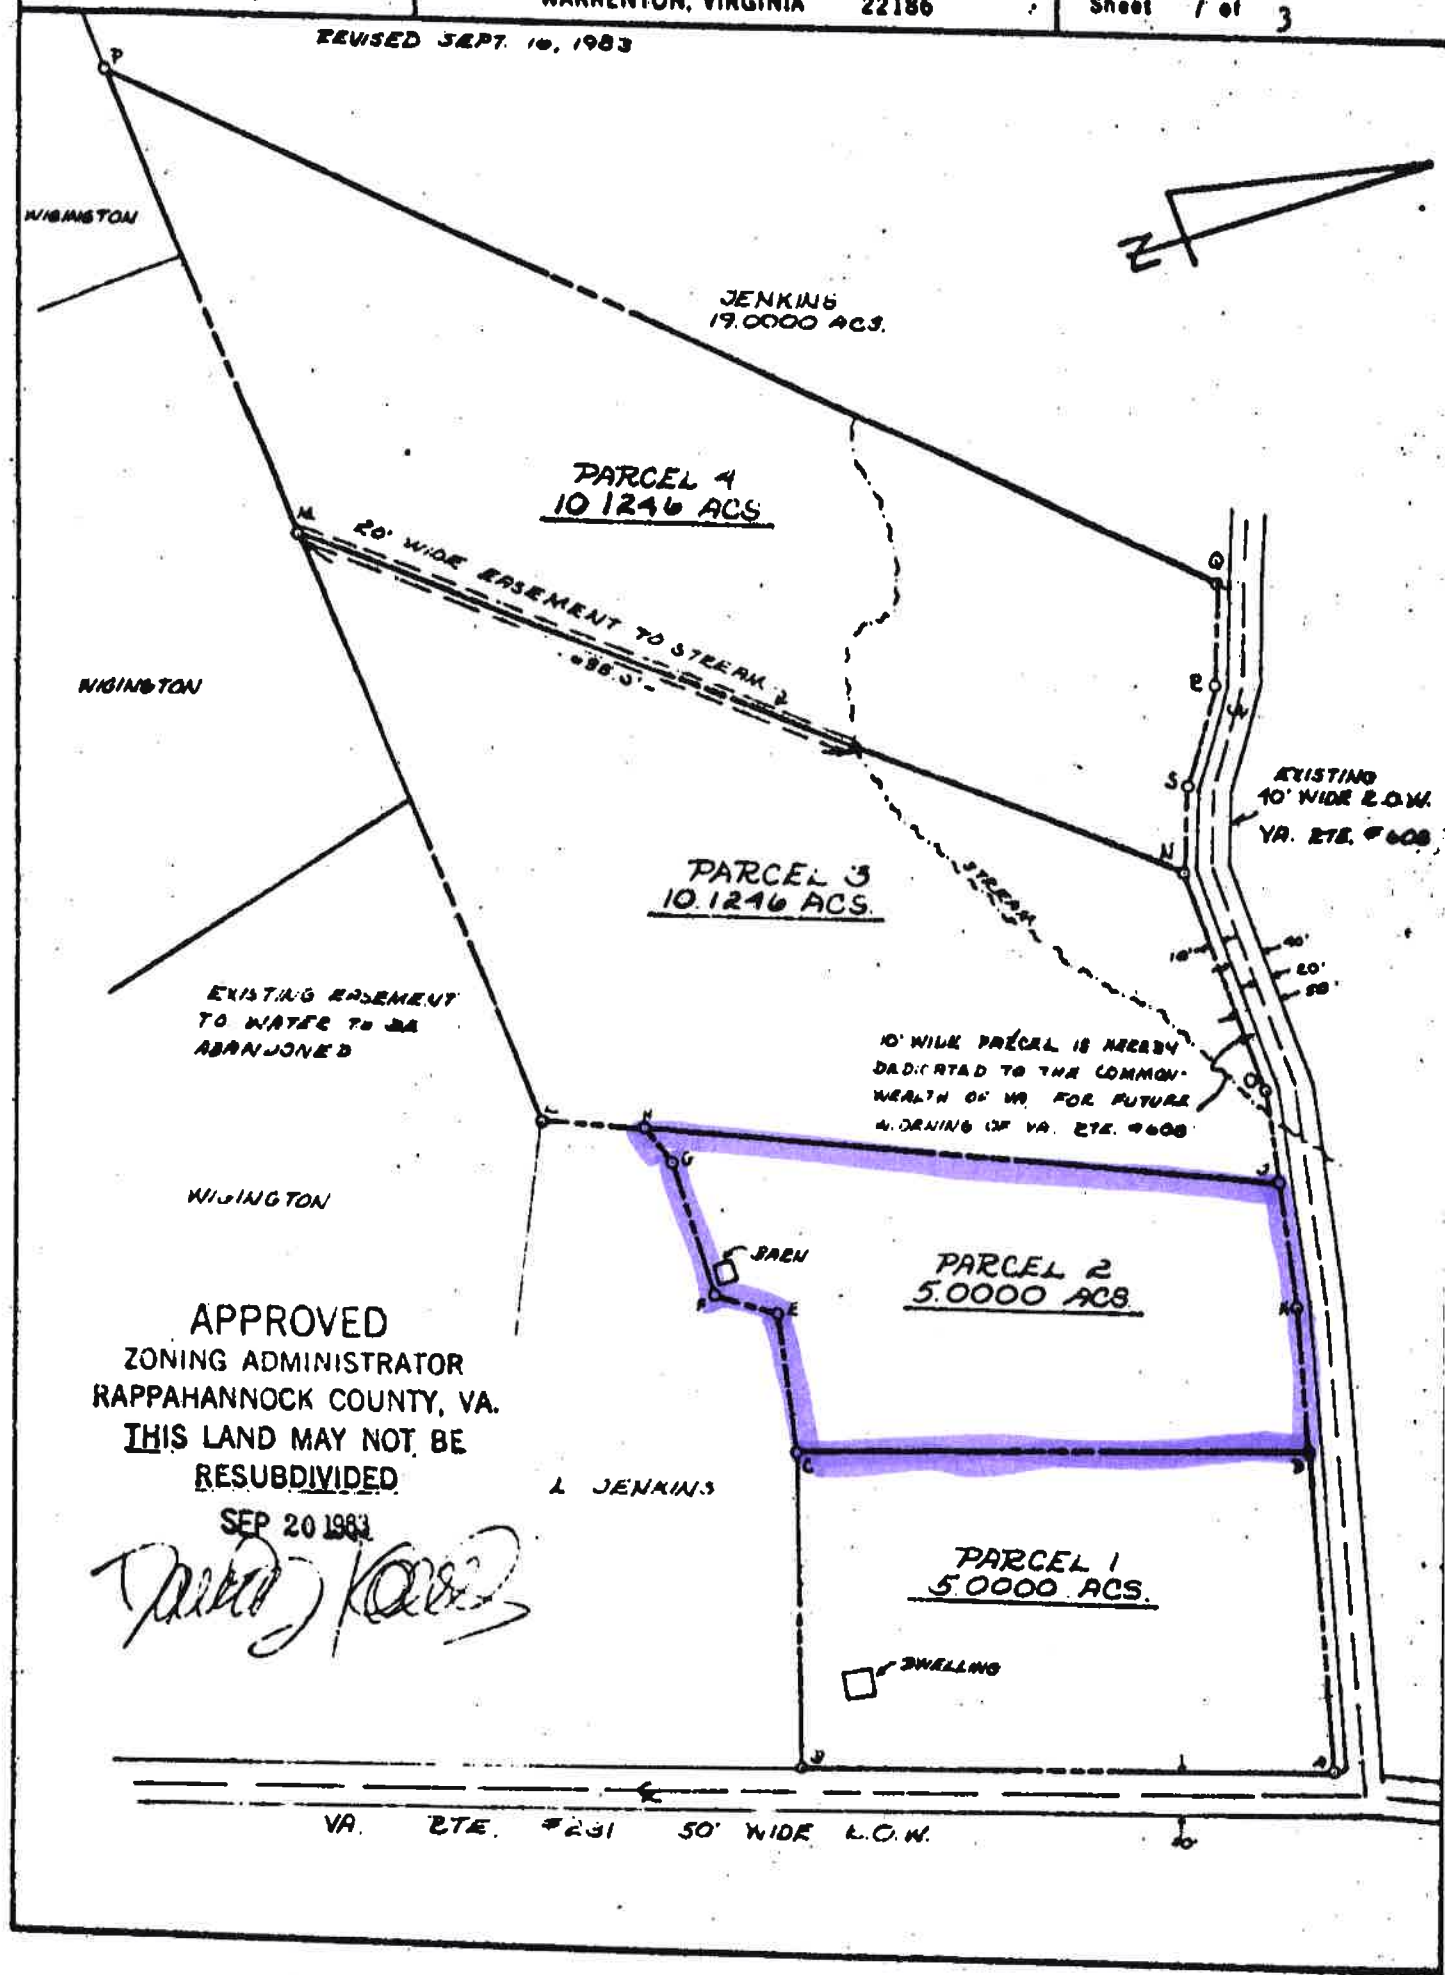 WARRENTON, VIRGINIA 22186
Sheet 1 of 3
REVISED SEPT. 16, 1983
P
WIGINGTON
N
JENKINS
19.0000 ACS.
PARCEL 4
10.1246 ACS
M
20' WIDE EASEMENT TO STREAM
Q
WIGINGTON
R
S
EXISTING
40' WIDE R.O.W.
VA. RTE. #608
N
PARCEL 3
10.1246 ACS.
STREAM
10'
40'
20'
50'
EXISTING EASEMENT
TO WATER TO BE
ABANDONED
10' WIDE PARCEL IS HEREBY
DEDICATED TO THE COMMON-
WEALTH OF VA. FOR FUTURE
WIDENING OF VA. RTE. #608
O
L
H
G
J
WIGINGTON
BARN
PARCEL 2
5.0000 ACS.
F
E
K
APPROVED
ZONING ADMINISTRATOR
RAPPAHANNOCK COUNTY, VA.
THIS LAND MAY NOT BE
RESUBDIVIDED
SEP 20 1983
C
D
L JENKINS
PARCEL 1
5.0000 ACS.
DWELLING
B
A
VA. RTE. #231 50' WIDE R.O.W.